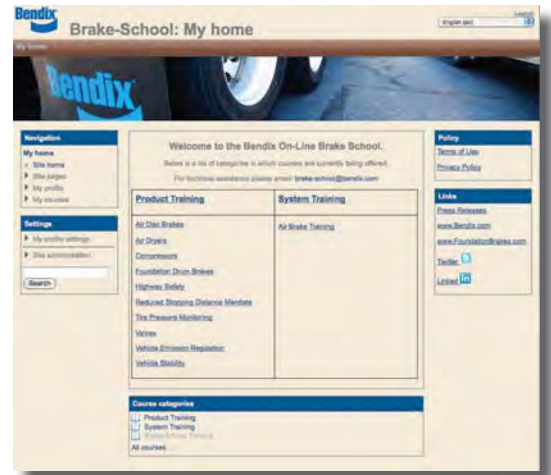 Bendix
Brake-School: My home
Logout
English (en)
My home
Bendix
Navigation
My home
Site home
Site pages
My profile
My courses
Settings
My profile settings
Site administration
Search
Welcome to the Bendix On-Line Brake School.
Below is a list of categories in which courses are currently being offered.
For technical assistance please email: brake-school@bendix.com
Product Training
System Training
Air Disc Brakes
Air Dryers
Compressors
Foundation Drum Brakes
Highway Safety
Reduced Stopping Distance Mandate
Tire Pressure Monitoring
Valves
Vehicle Emission Regulation
Vehicle Stability
Air Brake Training
Course categories
Product Training
System Training
Brake School Training
All courses
Policy
Terms of Use
Privacy Policy
Links
Press Releases
www.Bendix.com
www.FoundationBrakes.com
Twitter
Linked in